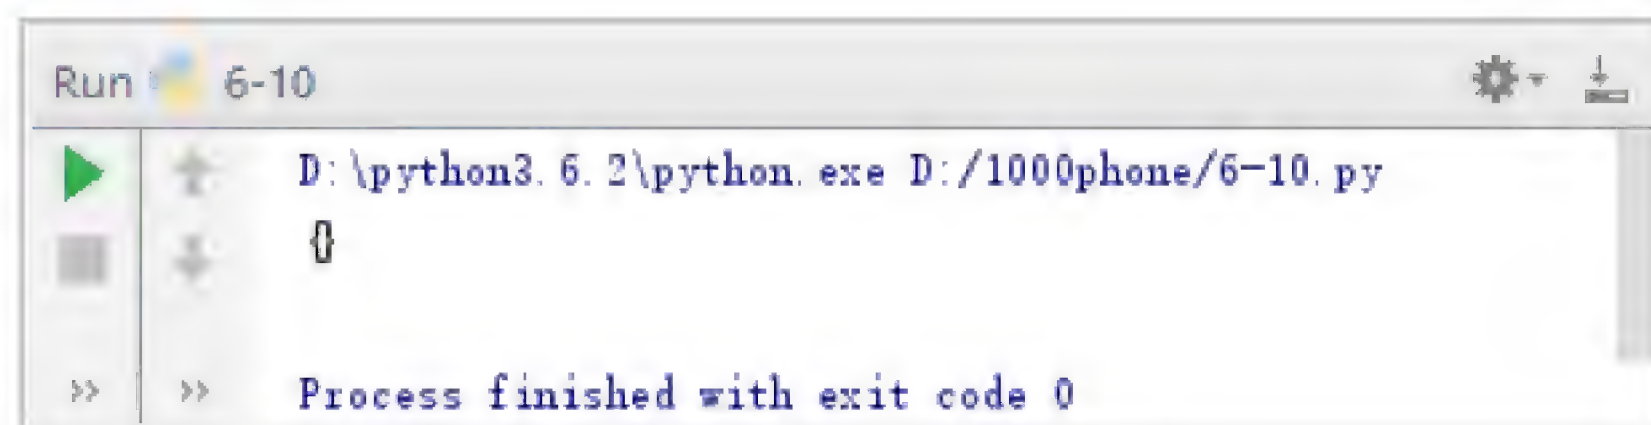 Run 6-10
D:\python3.6.2\python.exe D:/1000phone/6-10.py
{}
Process finished with exit code 0